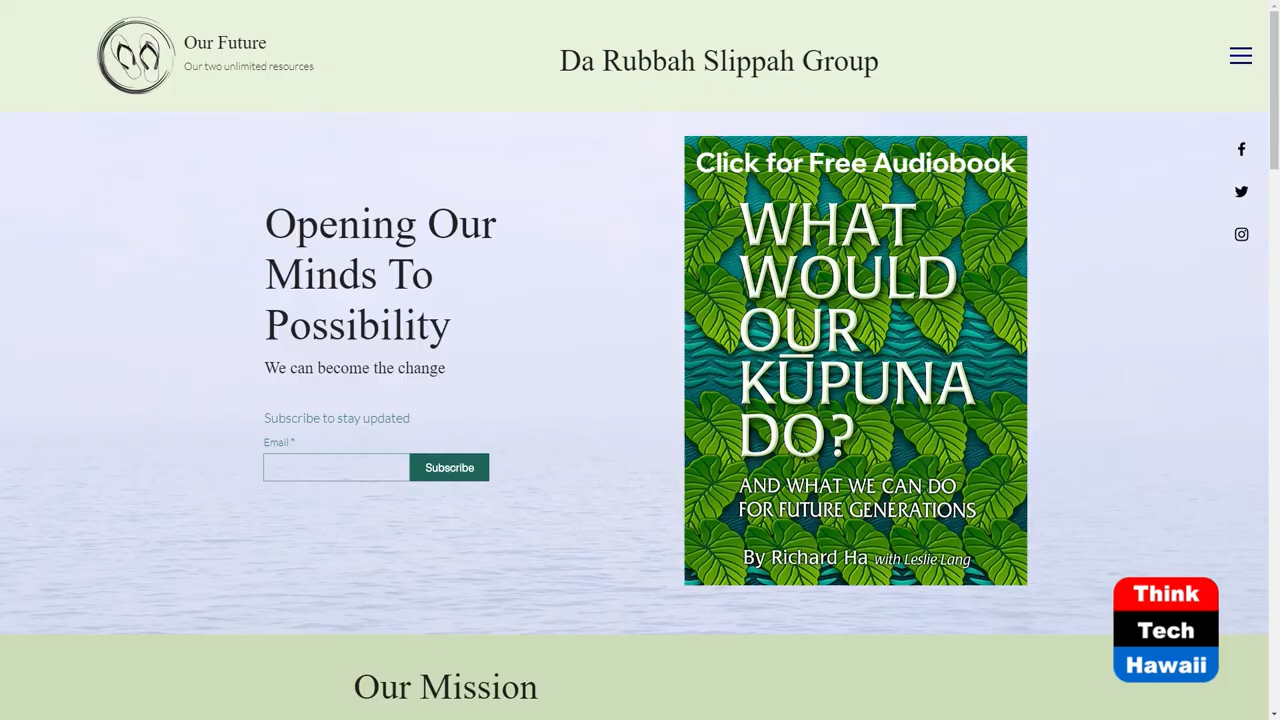 Our Future
Our two unlimited resources
Da Rubbah Slippah Group
Opening Our
Minds To
Possibility
We can become the change
Subscribe to stay updated
Email *
Subscribe
Click for Free Audiobook
WHAT
WOULD
OUR
KŪPUNA
DO?
AND WHAT WE CAN DO
FOR FUTURE GENERATIONS
By Richard Ha with Leslie Lang
Think
Tech
Hawaii
Our Mission